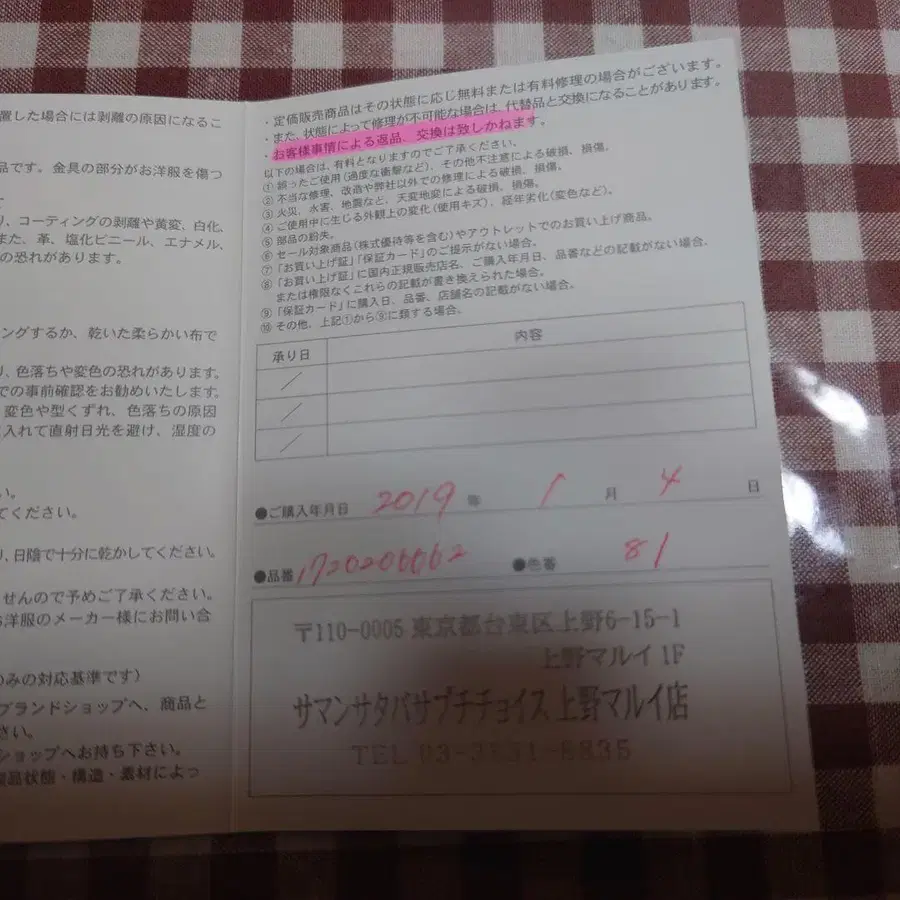 置した場合には剥離の原因になるこ
品です。金具の部分がお洋服を傷つ
り、コーティングの剥離や黄変、白化、
また、革、塩化ビニール、エナメル、
の恐れがあります。
ングするか、乾いた柔らかい布で
り、色落ちや変色の恐れがあります。
での事前確認をお勧めいたします。
変色や型くずれ、色落ちの原因
に入れて直射日光を避け、湿度の
い。
てください。
り、日陰で十分に乾かしてください。
せんので予めご了承ください。
お洋服のメーカー様にお問い合
のみの対応基準です）
ブランドショップへ、商品と
さい。
ショップへお持ち下さい。
製品状態・構造・素材によっ
・定価販売商品はその状態に応じ無料または有料修理の場合がございます。
・また、状態によって修理が不可能な場合は、代替品と交換になることがあります。
・お客様事情による返品、交換は致しかねます。
以下の場合は、有料となりますのでご了承ください。
① 誤ったご使用（過度な衝撃など）、その他不注意による破損、損傷。
② 不当な修理、改造や弊社以外での修理による破損、損傷。
③ 火災、水害、地震など、天変地変による破損、損傷。
④ ご使用中に生じる外観上の変化（使用キズ）、経年劣化（変色など）。
⑤ 部品の紛失。
⑥ セール対象商品（株式優待等を含む）やアウトレットでのお買い上げ商品。
⑦ 「お買い上げ証」「保証カード」のご提示がない場合。
⑧ 「お買い上げ証」に国内正規販売店名、ご購入年月日、品番などの記載がない場合、
または権限なくこれらの記載が書き換えられた場合。
⑨ 「保証カード」に購入日、品番、店舗名の記載がない場合。
⑩ その他、上記①から⑨に類する場合。
承り日 内容
／
／
／
●ご購入年月日 2019 年 1 月 4 日
●品番 1720206062 ●色番 81
〒110-0005 東京都台東区上野6-15-1
上野マルイ 1F
サマンサタバサプチチョイス 上野マルイ店
TEL 03-